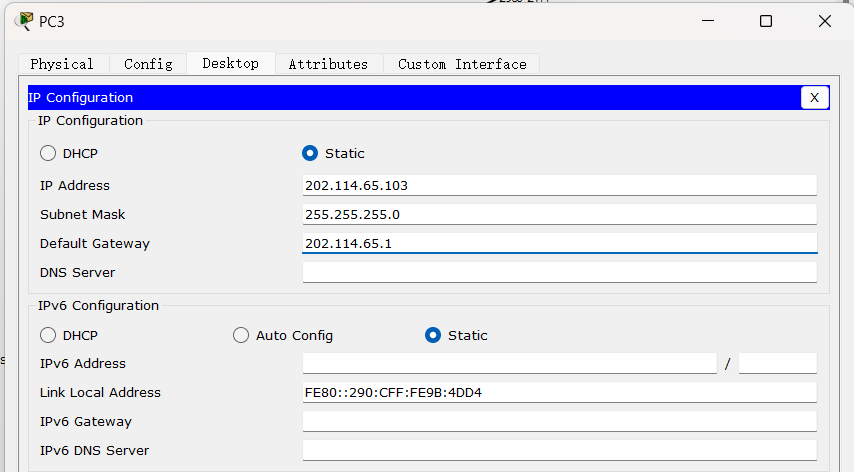 PC3
Physical Config Desktop Attributes Custom Interface
IP Configuration X
IP Configuration
DHCP Static
IP Address 202.114.65.103
Subnet Mask 255.255.255.0
Default Gateway 202.114.65.1
DNS Server
IPv6 Configuration
DHCP Auto Config Static
IPv6 Address /
Link Local Address FE80::290:CFF:FE9B:4DD4
IPv6 Gateway
IPv6 DNS Server